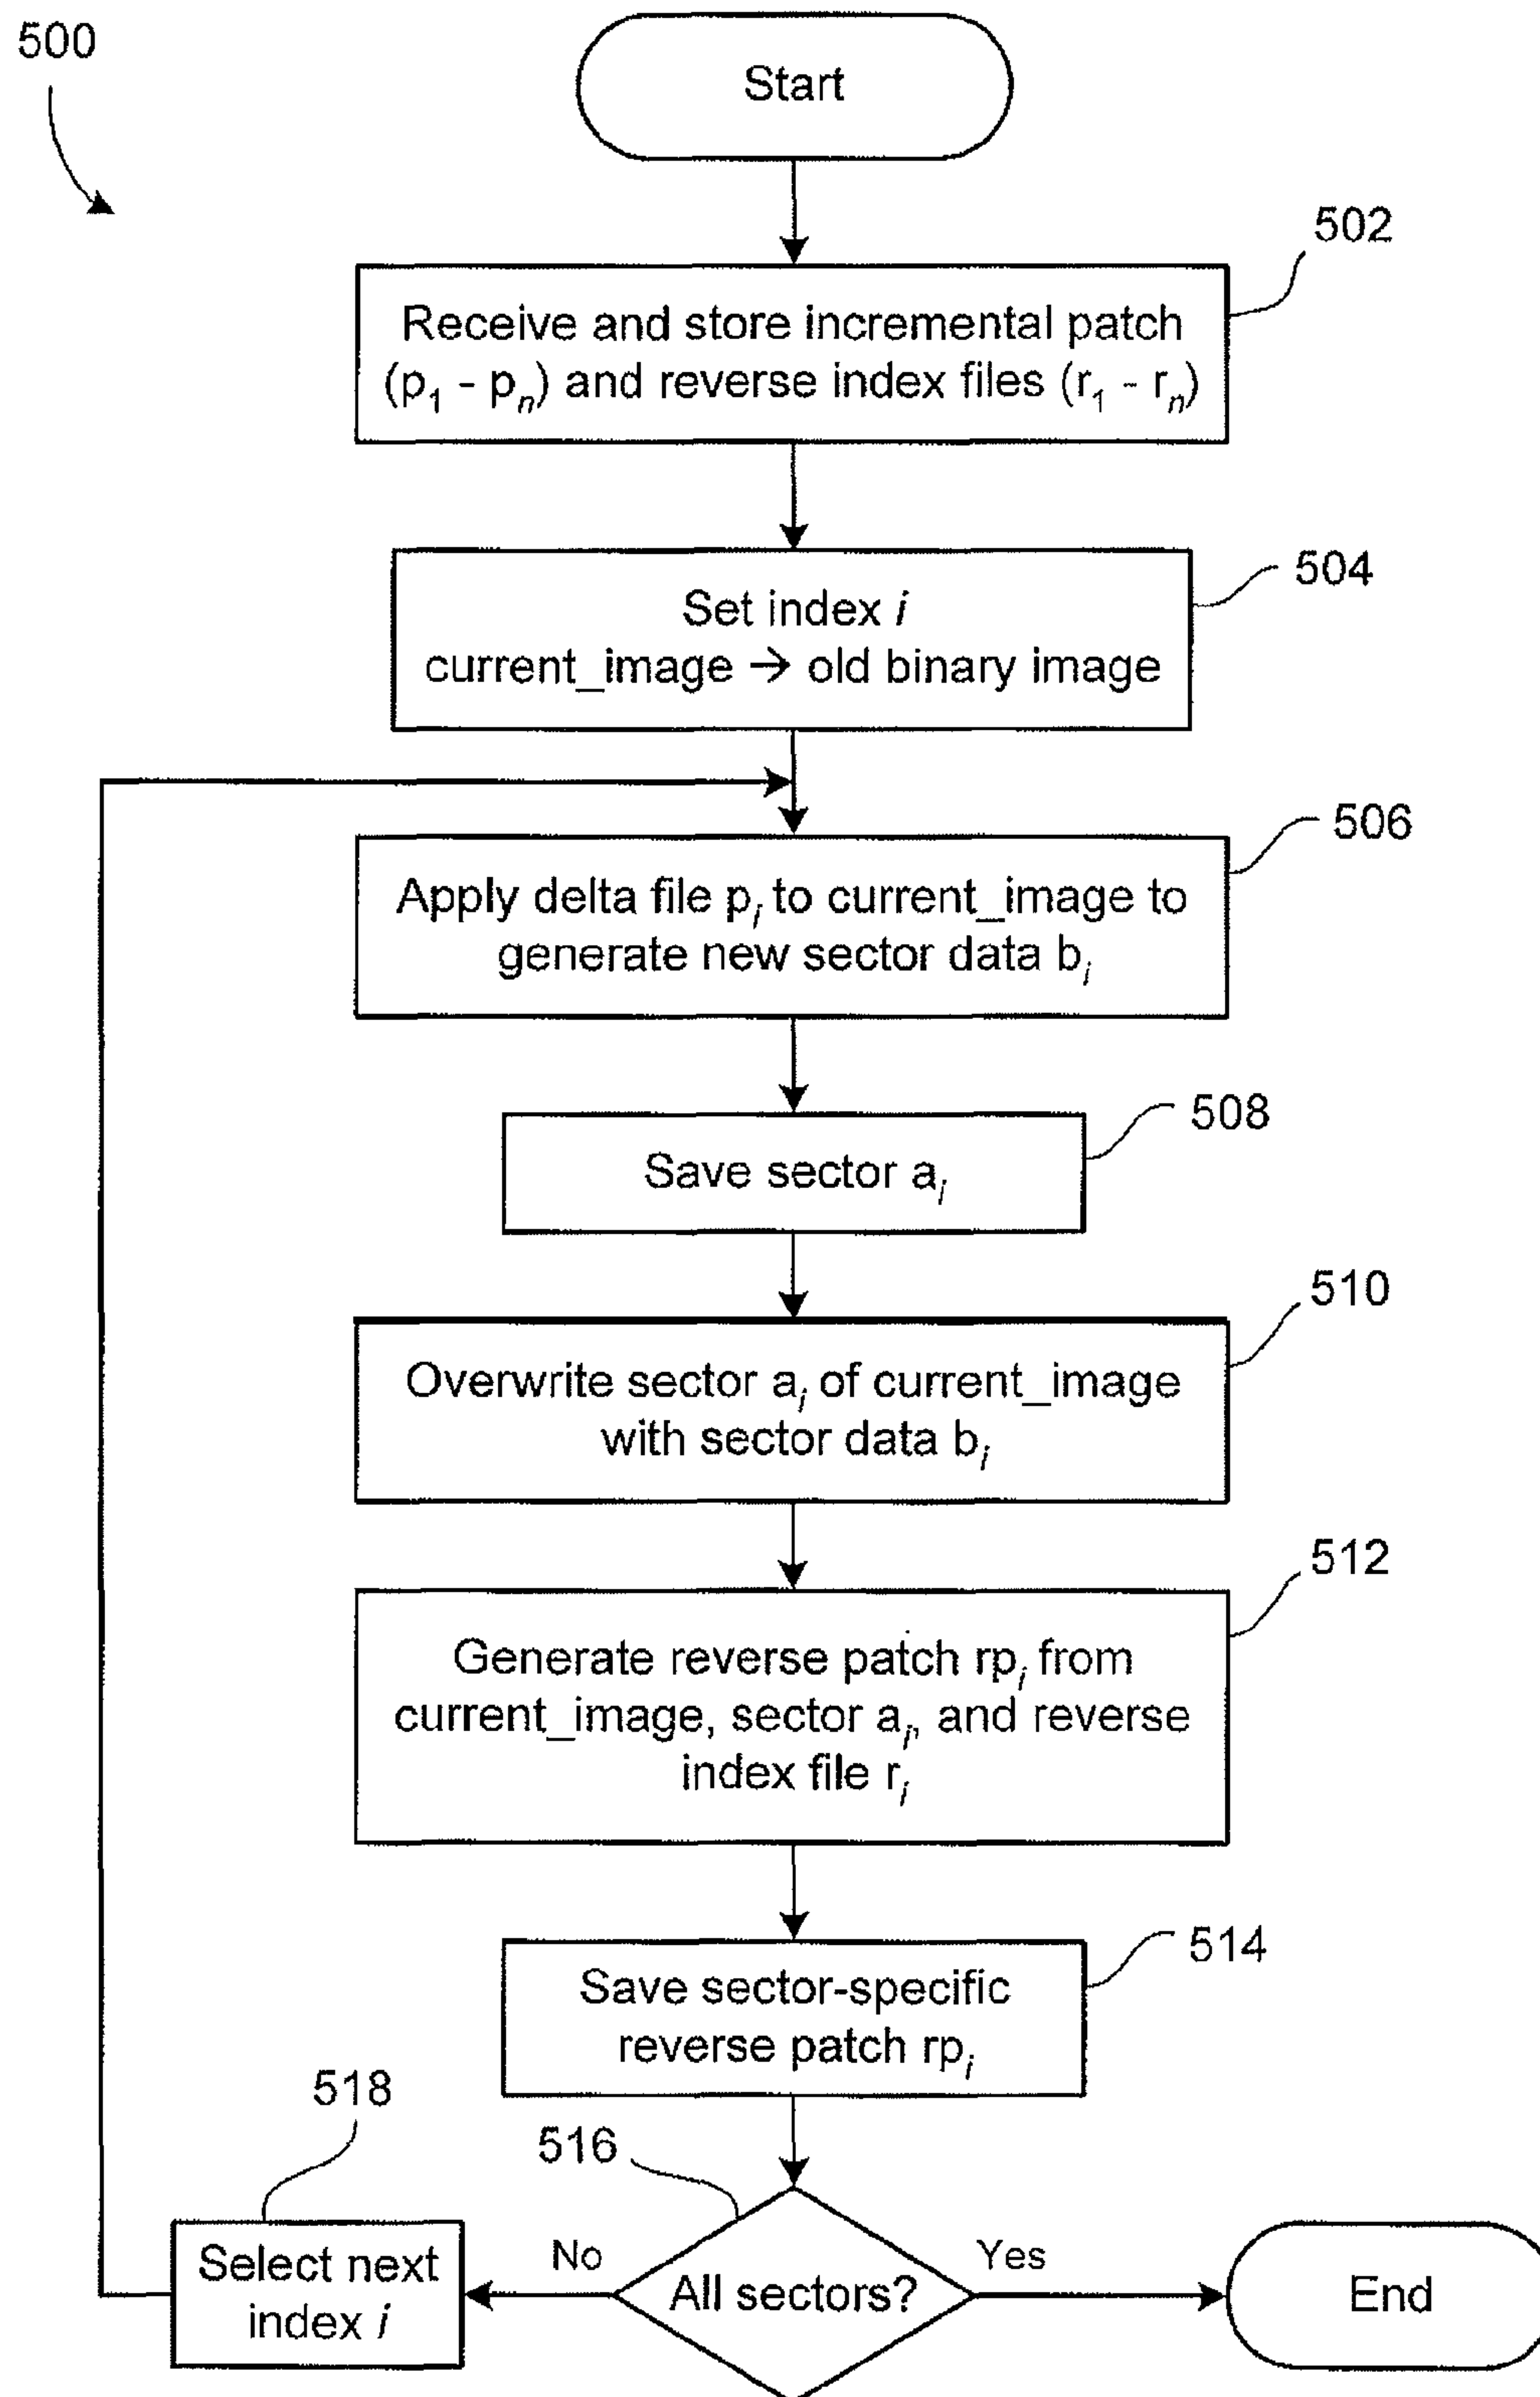 500
Start
502
Receive and store incremental patch
(p₁ - pₙ) and reverse index files (r₁ - rₙ)
504
Set index i
current_image → old binary image
506
Apply delta file pᵢ to current_image to
generate new sector data bᵢ
508
Save sector aᵢ
510
Overwrite sector aᵢ of current_image
with sector data bᵢ
512
Generate reverse patch rpᵢ from
current_image, sector aᵢ, and reverse
index file rᵢ
514
Save sector-specific
reverse patch rpᵢ
518
516
Select next
index i
No
All sectors?
Yes
End